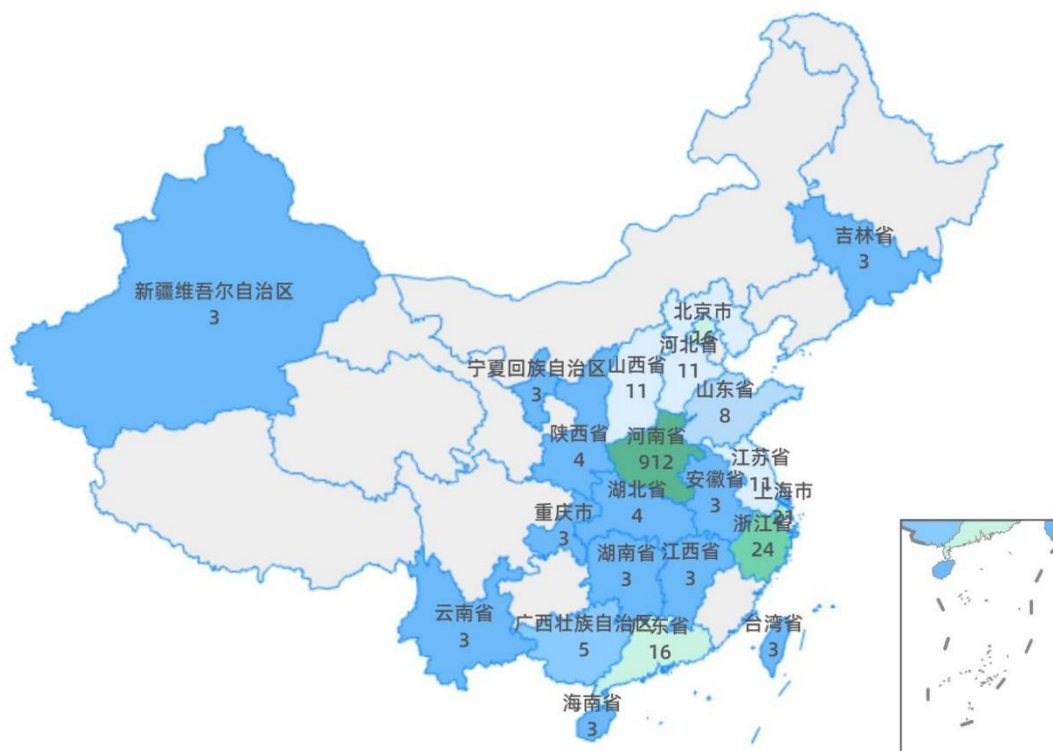 吉林省
3
新疆维吾尔自治区
3
北京市
16
河北省
11
宁夏回族自治区
3
山西省
11
山东省
8
陕西省
4
河南省
912
江苏省
11
安徽省
3
上海市
21
湖北省
4
重庆市
3
浙江省
24
湖南省
3
江西省
3
云南省
3
广西壮族自治区
5
广东省
16
台湾省
3
海南省
3